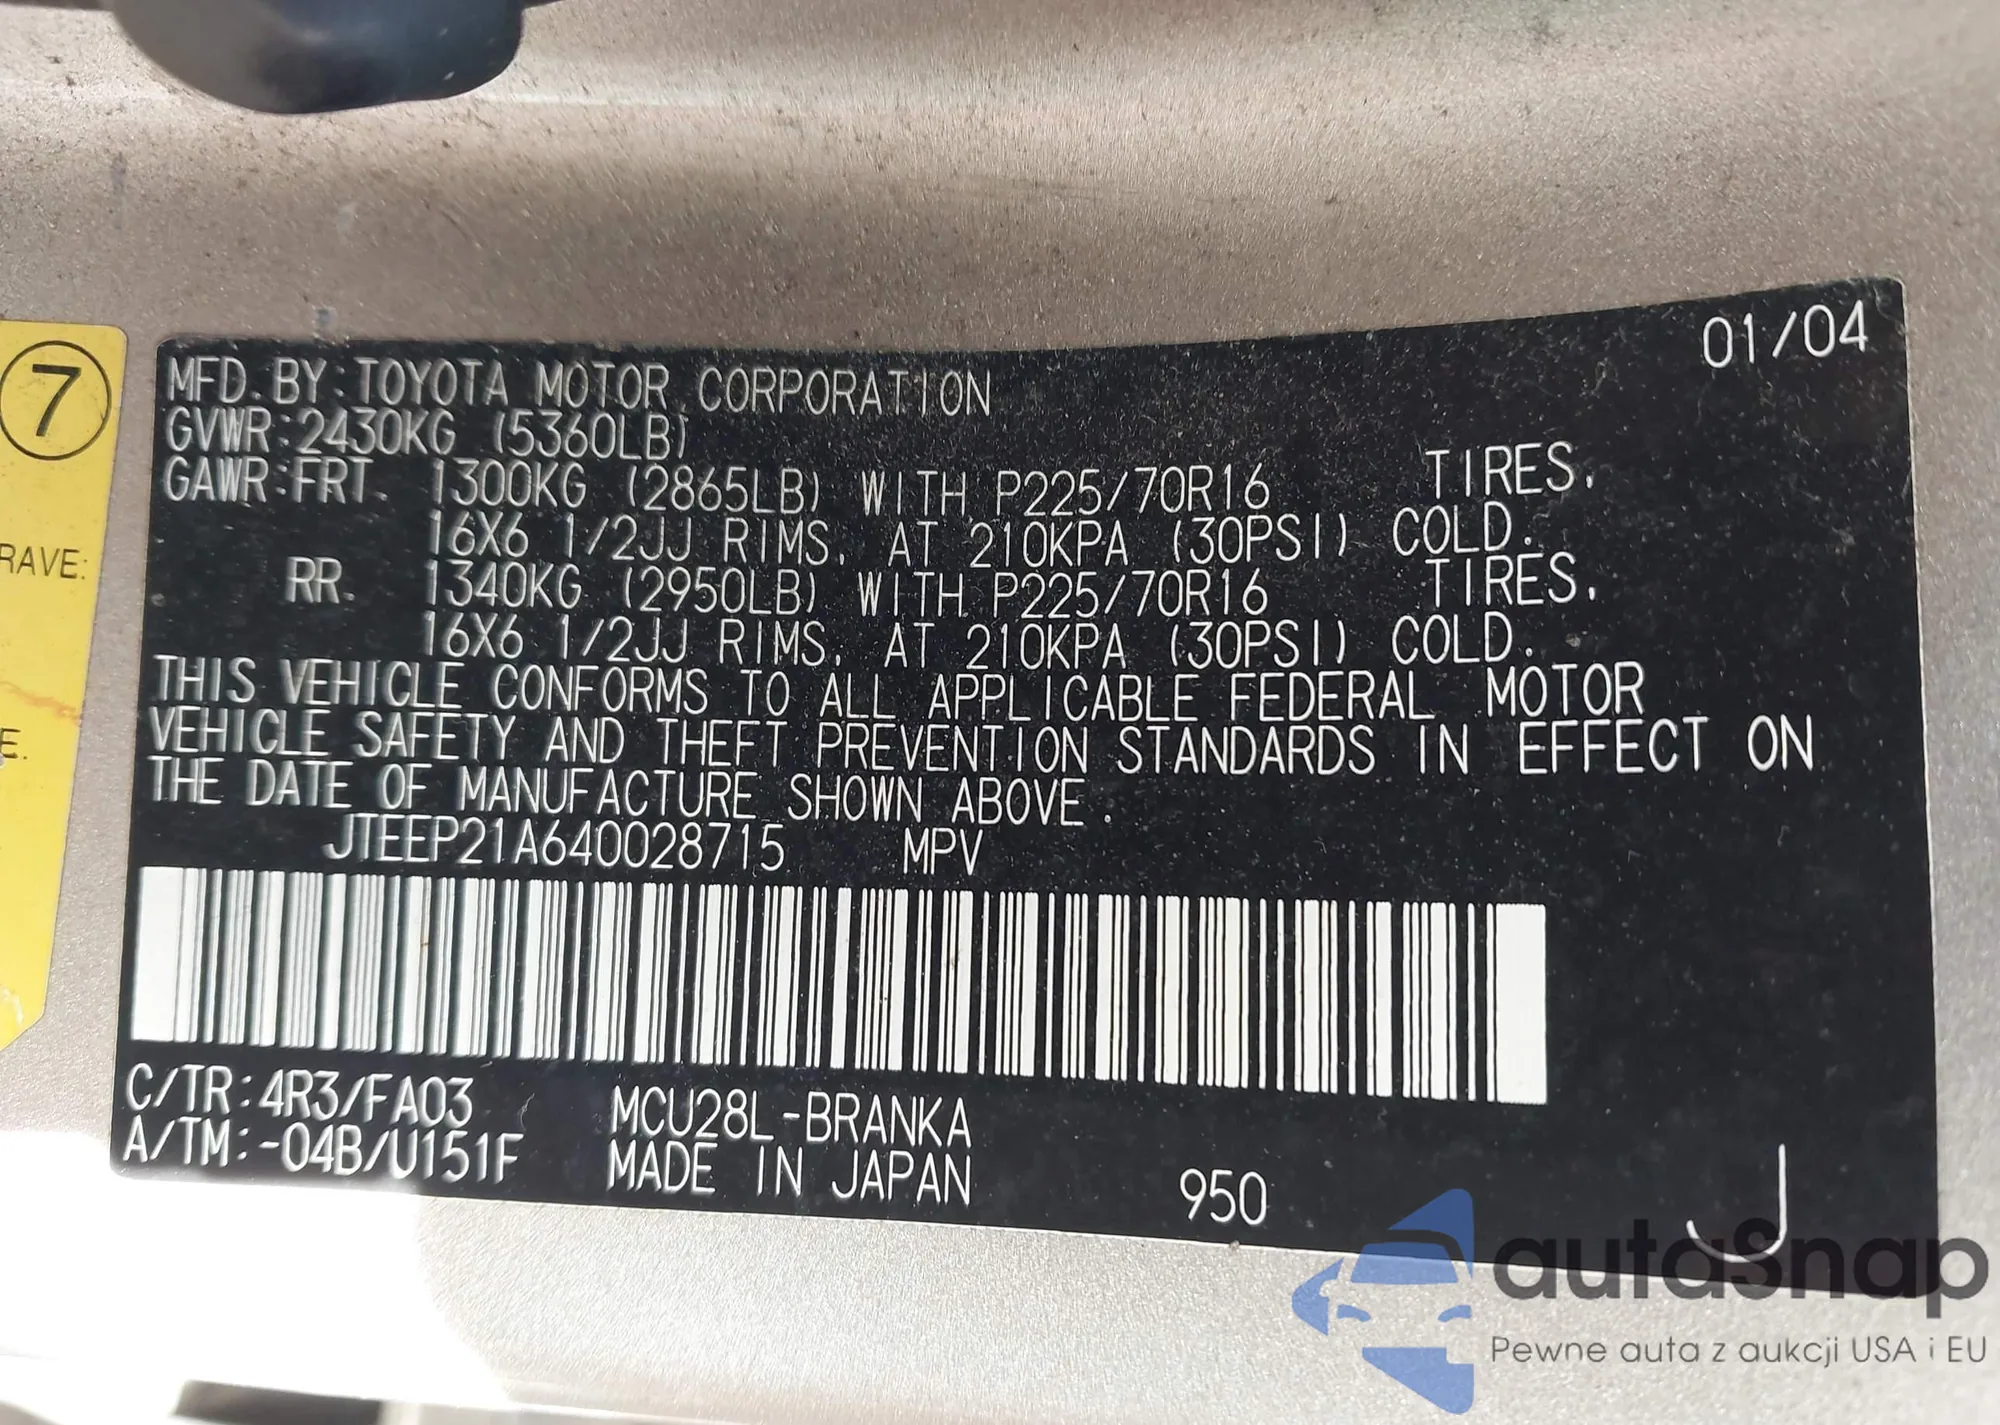 01/04
MFD. BY:TOYOTA MOTOR CORPORATION
GVWR:2430KG (5360LB)
GAWR:FRT. 1300KG (2865LB) WITH P225/70R16 TIRES.
16X6 1/2JJ RIMS. AT 210KPA (30PSI) COLD.
RR. 1340KG (2950LB) WITH P225/70R16 TIRES.
16X6 1/2JJ RIMS. AT 210KPA (30PSI) COLD.
THIS VEHICLE CONFORMS TO ALL APPLICABLE FEDERAL MOTOR
VEHICLE SAFETY AND THEFT PREVENTION STANDARDS IN EFFECT ON
THE DATE OF MANUFACTURE SHOWN ABOVE.
JTEEP21A640028715 MPV
C/TR:4R3/FA03 MCU28L-BRANKA
A/TM:-04B/U151F MADE IN JAPAN 950 J
7
RAVE:
E.
autosnap
Pewne auta z aukcji USA i EU